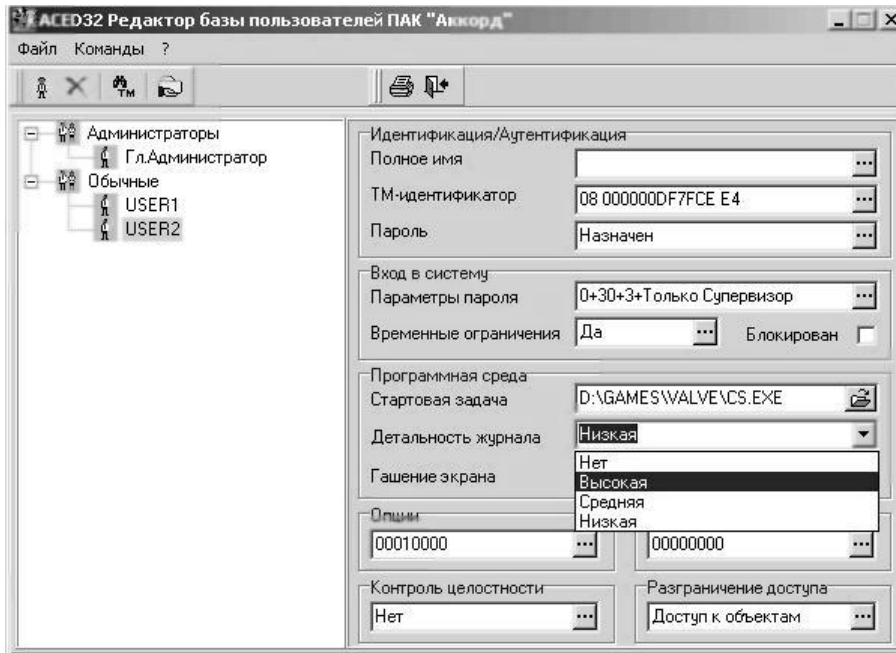 ACED32 Редактор базы пользователей ПАК "Аккорд"
Файл Команды ?
TM
Администраторы
Гл.Администратор
Обычные
USER1
USER2
Идентификация/Аутентификация
Полное имя ...
ТМ-идентификатор 08 000000DF7FCE E4 ...
Пароль Назначен ...
Вход в систему
Параметры пароля 0+30+3+Только Супервизор ...
Временные ограничения Да ... Блокирован
Программная среда
Стартовая задача D:\GAMES\VALVE\CS.EXE
Детальность журнала Низкая
Нет
Гашение экрана Высокая
Средняя
Низкая
Опции
00010000 ... 00000000 ...
Контроль целостности Разграничение доступа
Нет ... Доступ к объектам ...